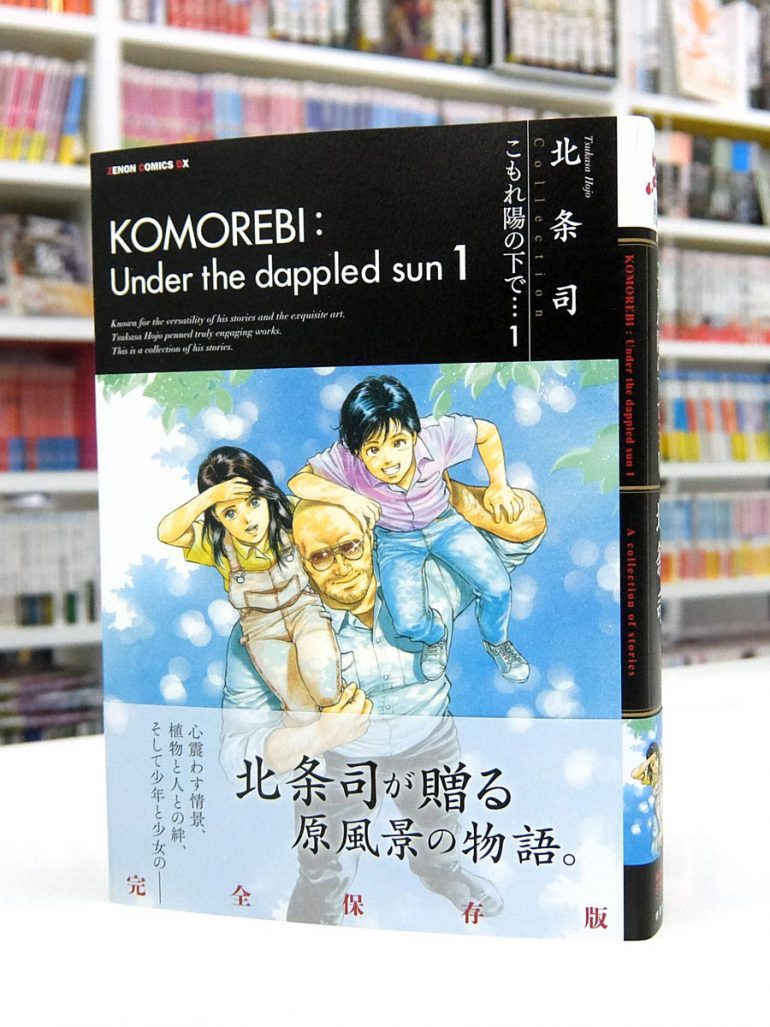 ZENON COMICS DX
KOMOREBI :
Under the dappled sun 1
Known for the versatility of his stories and the exquisite art.
Tsukasa Hojo penned truly engaging works.
This is a collection of his stories.
Tsukasa Hojo
北条司
Collection
こもれ陽の下で…1
心震わす情景、
植物と人との絆、
そして少年と少女の――
北条司が贈る
原風景の物語。
完全保存版
KOMOREBI : Under the dappled sun 1
A collection of stories